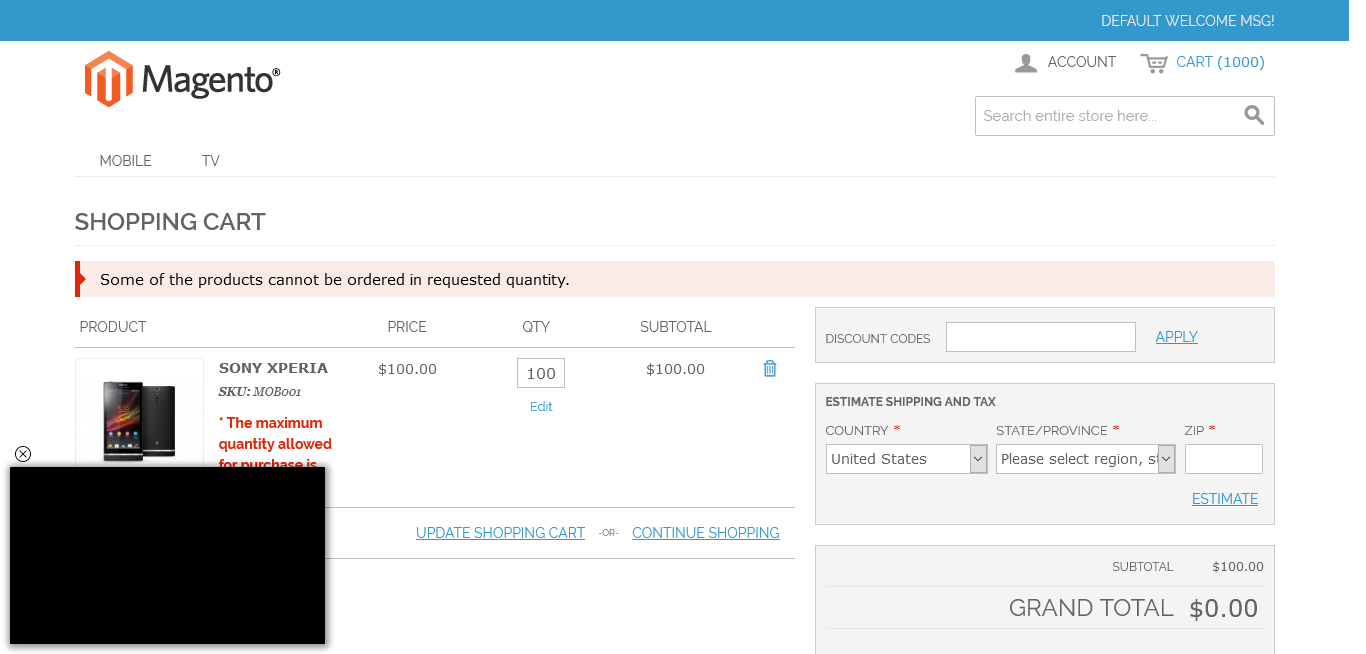 DEFAULT WELCOME MSG!
Magento®
ACCOUNT
CART (1000)
Search entire store here...
MOBILE
TV
SHOPPING CART
Some of the products cannot be ordered in requested quantity.
PRODUCT PRICE QTY SUBTOTAL
SONY XPERIA $100.00 100 $100.00
SKU: MOB001
Edit
* The maximum
quantity allowed
for purchase is
UPDATE SHOPPING CART -OR- CONTINUE SHOPPING
DISCOUNT CODES APPLY
ESTIMATE SHIPPING AND TAX
COUNTRY * STATE/PROVINCE * ZIP *
United States Please select region, st
ESTIMATE
SUBTOTAL $100.00
GRAND TOTAL $0.00